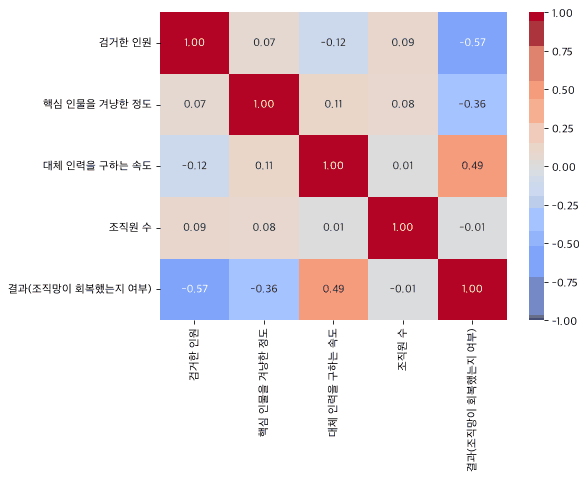 검거한 인원 1.00 0.07 -0.12 0.09 -0.57
핵심 인물을 겨냥한 정도 0.07 1.00 0.11 0.08 -0.36
대체 인력을 구하는 속도 -0.12 0.11 1.00 0.01 0.49
조직원 수 0.09 0.08 0.01 1.00 -0.01
결과(조직망이 회복했는지 여부) -0.57 -0.36 0.49 -0.01 1.00
검거한 인원
핵심 인물을 겨냥한 정도
대체 인력을 구하는 속도
조직원 수
결과(조직망이 회복했는지 여부)
1.00
0.75
0.50
0.25
0.00
-0.25
-0.50
-0.75
-1.00